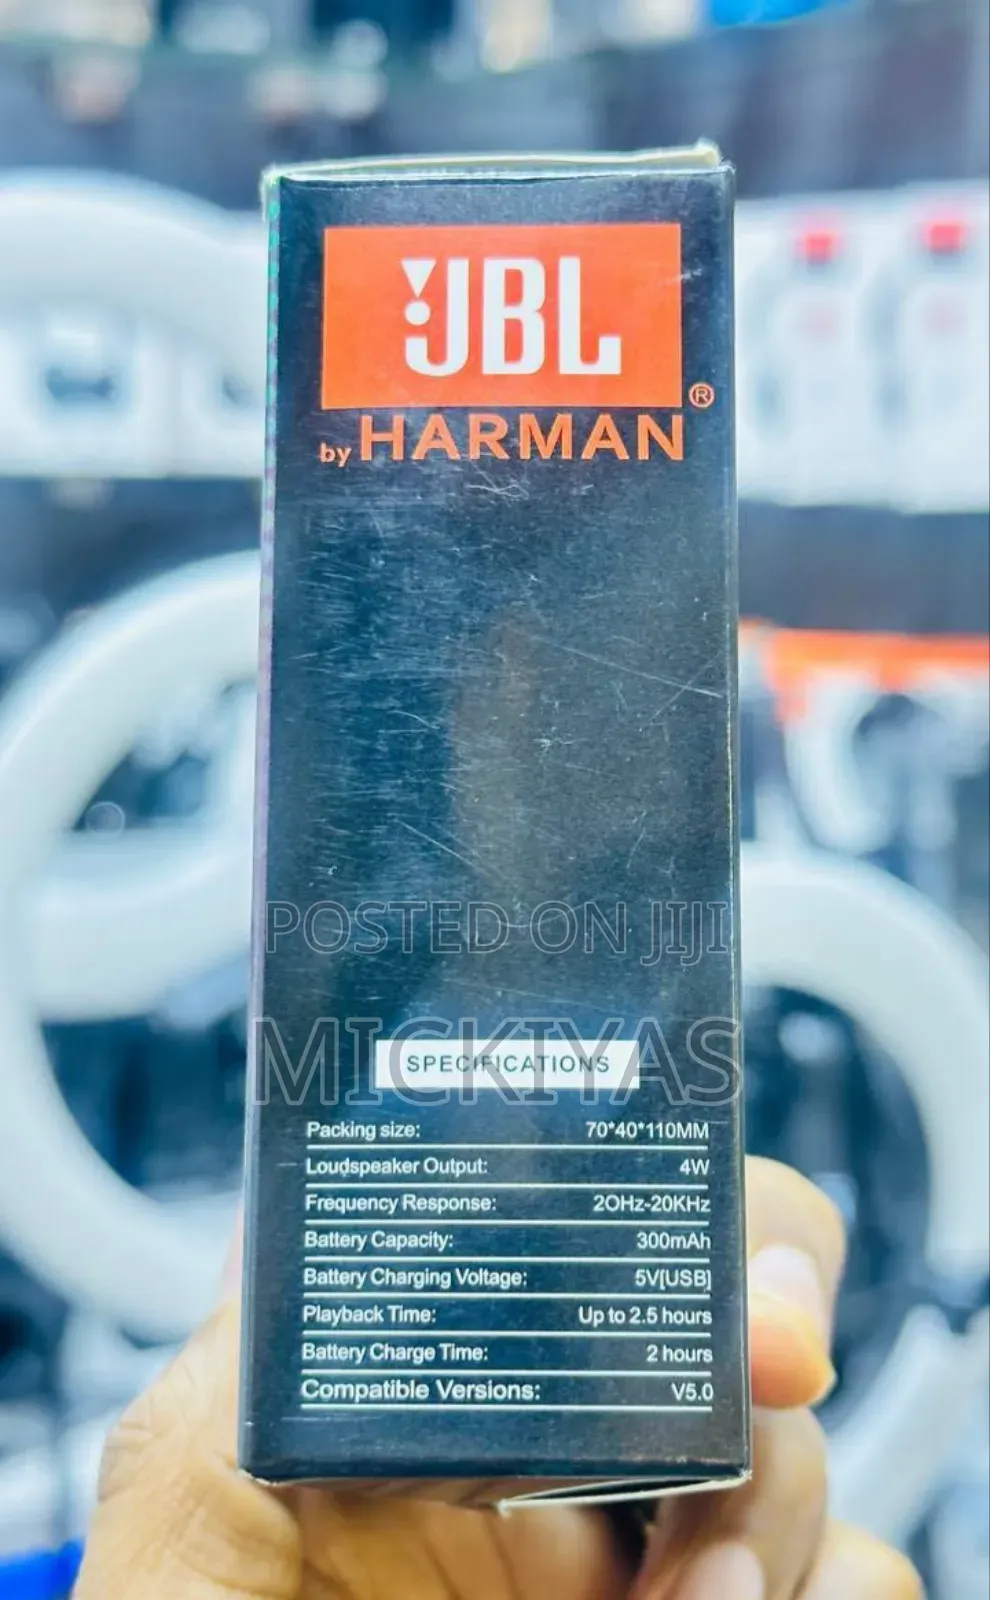 JBL
®
by HARMAN
POSTED ON JIJI
MICKIYAS
SPECIFICATIONS
Packing size: 70*40*110MM
Loudspeaker Output: 4W
Frequency Response: 20Hz-20KHz
Battery Capacity: 300mAh
Battery Charging Voltage: 5V[USB]
Playback Time: Up to 2.5 hours
Battery Charge Time: 2 hours
Compatible Versions: V5.0